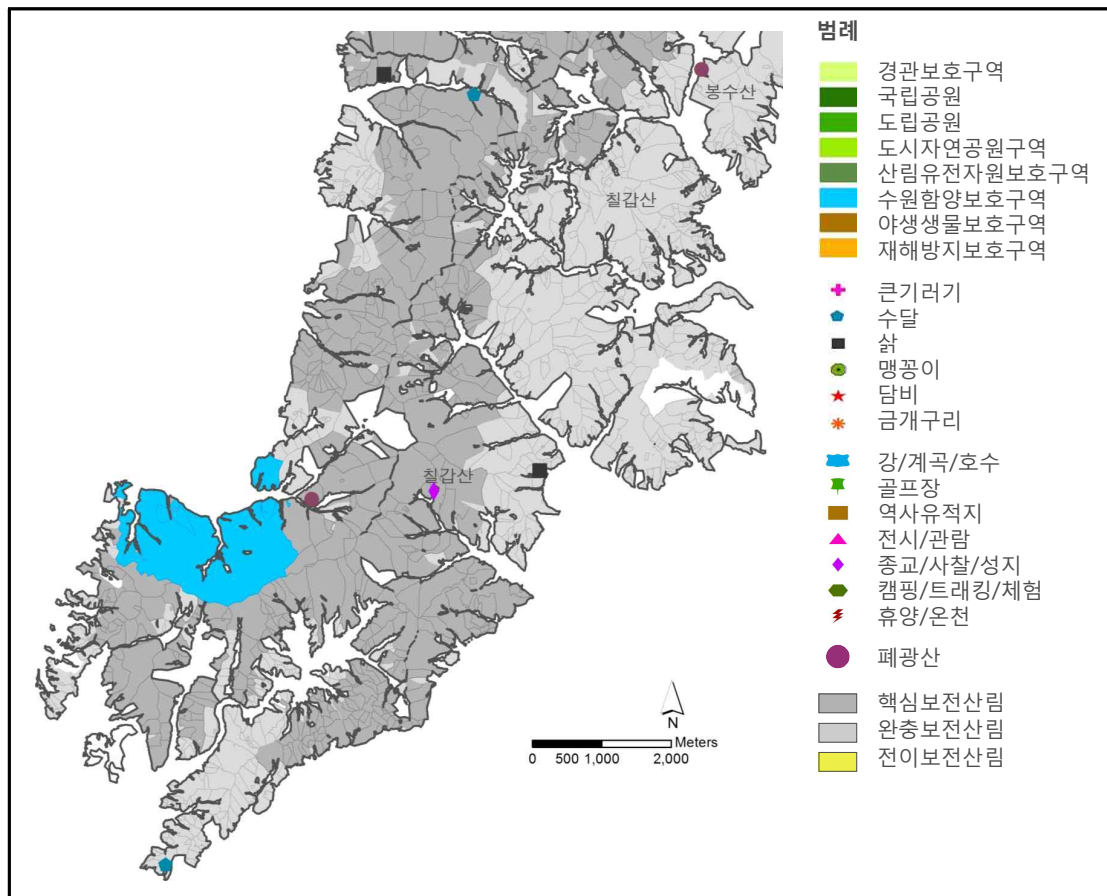 봉수산
칠갑산
칠갑산
N
Meters
0 500 1,000 2,000
범례
경관보호구역
국립공원
도립공원
도시자연공원구역
산림유전자원보호구역
수원함양보호구역
야생생물보호구역
재해방지보호구역
큰기러기
수달
삵
맹꽁이
담비
금개구리
강/계곡/호수
골프장
역사유적지
전시/관람
종교/사찰/성지
캠핑/트래킹/체험
휴양/온천
폐광산
핵심보전산림
완충보전산림
전이보전산림